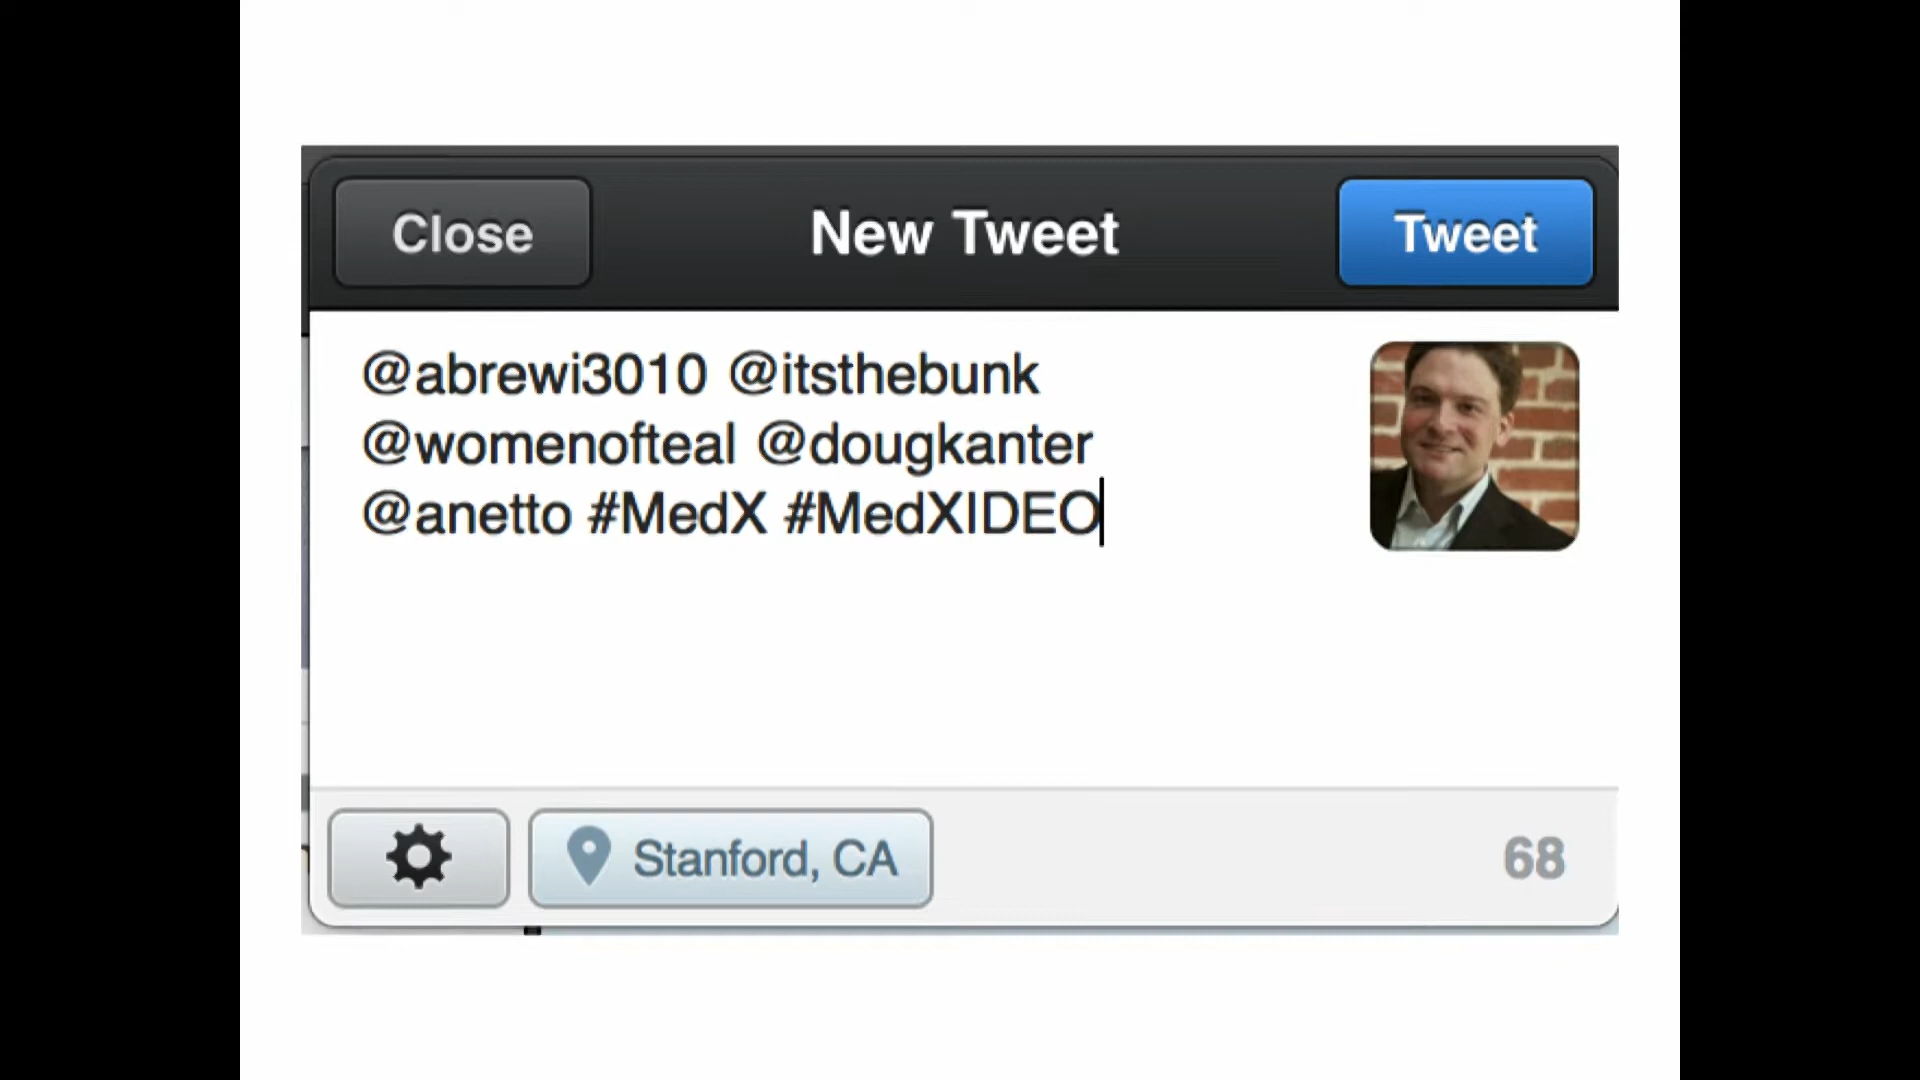 Close New Tweet Tweet
@abrewi3010 @itsthebunk
@womenofteal @dougkanter
@anetto #MedX #MedXIDEO
Stanford, CA 68